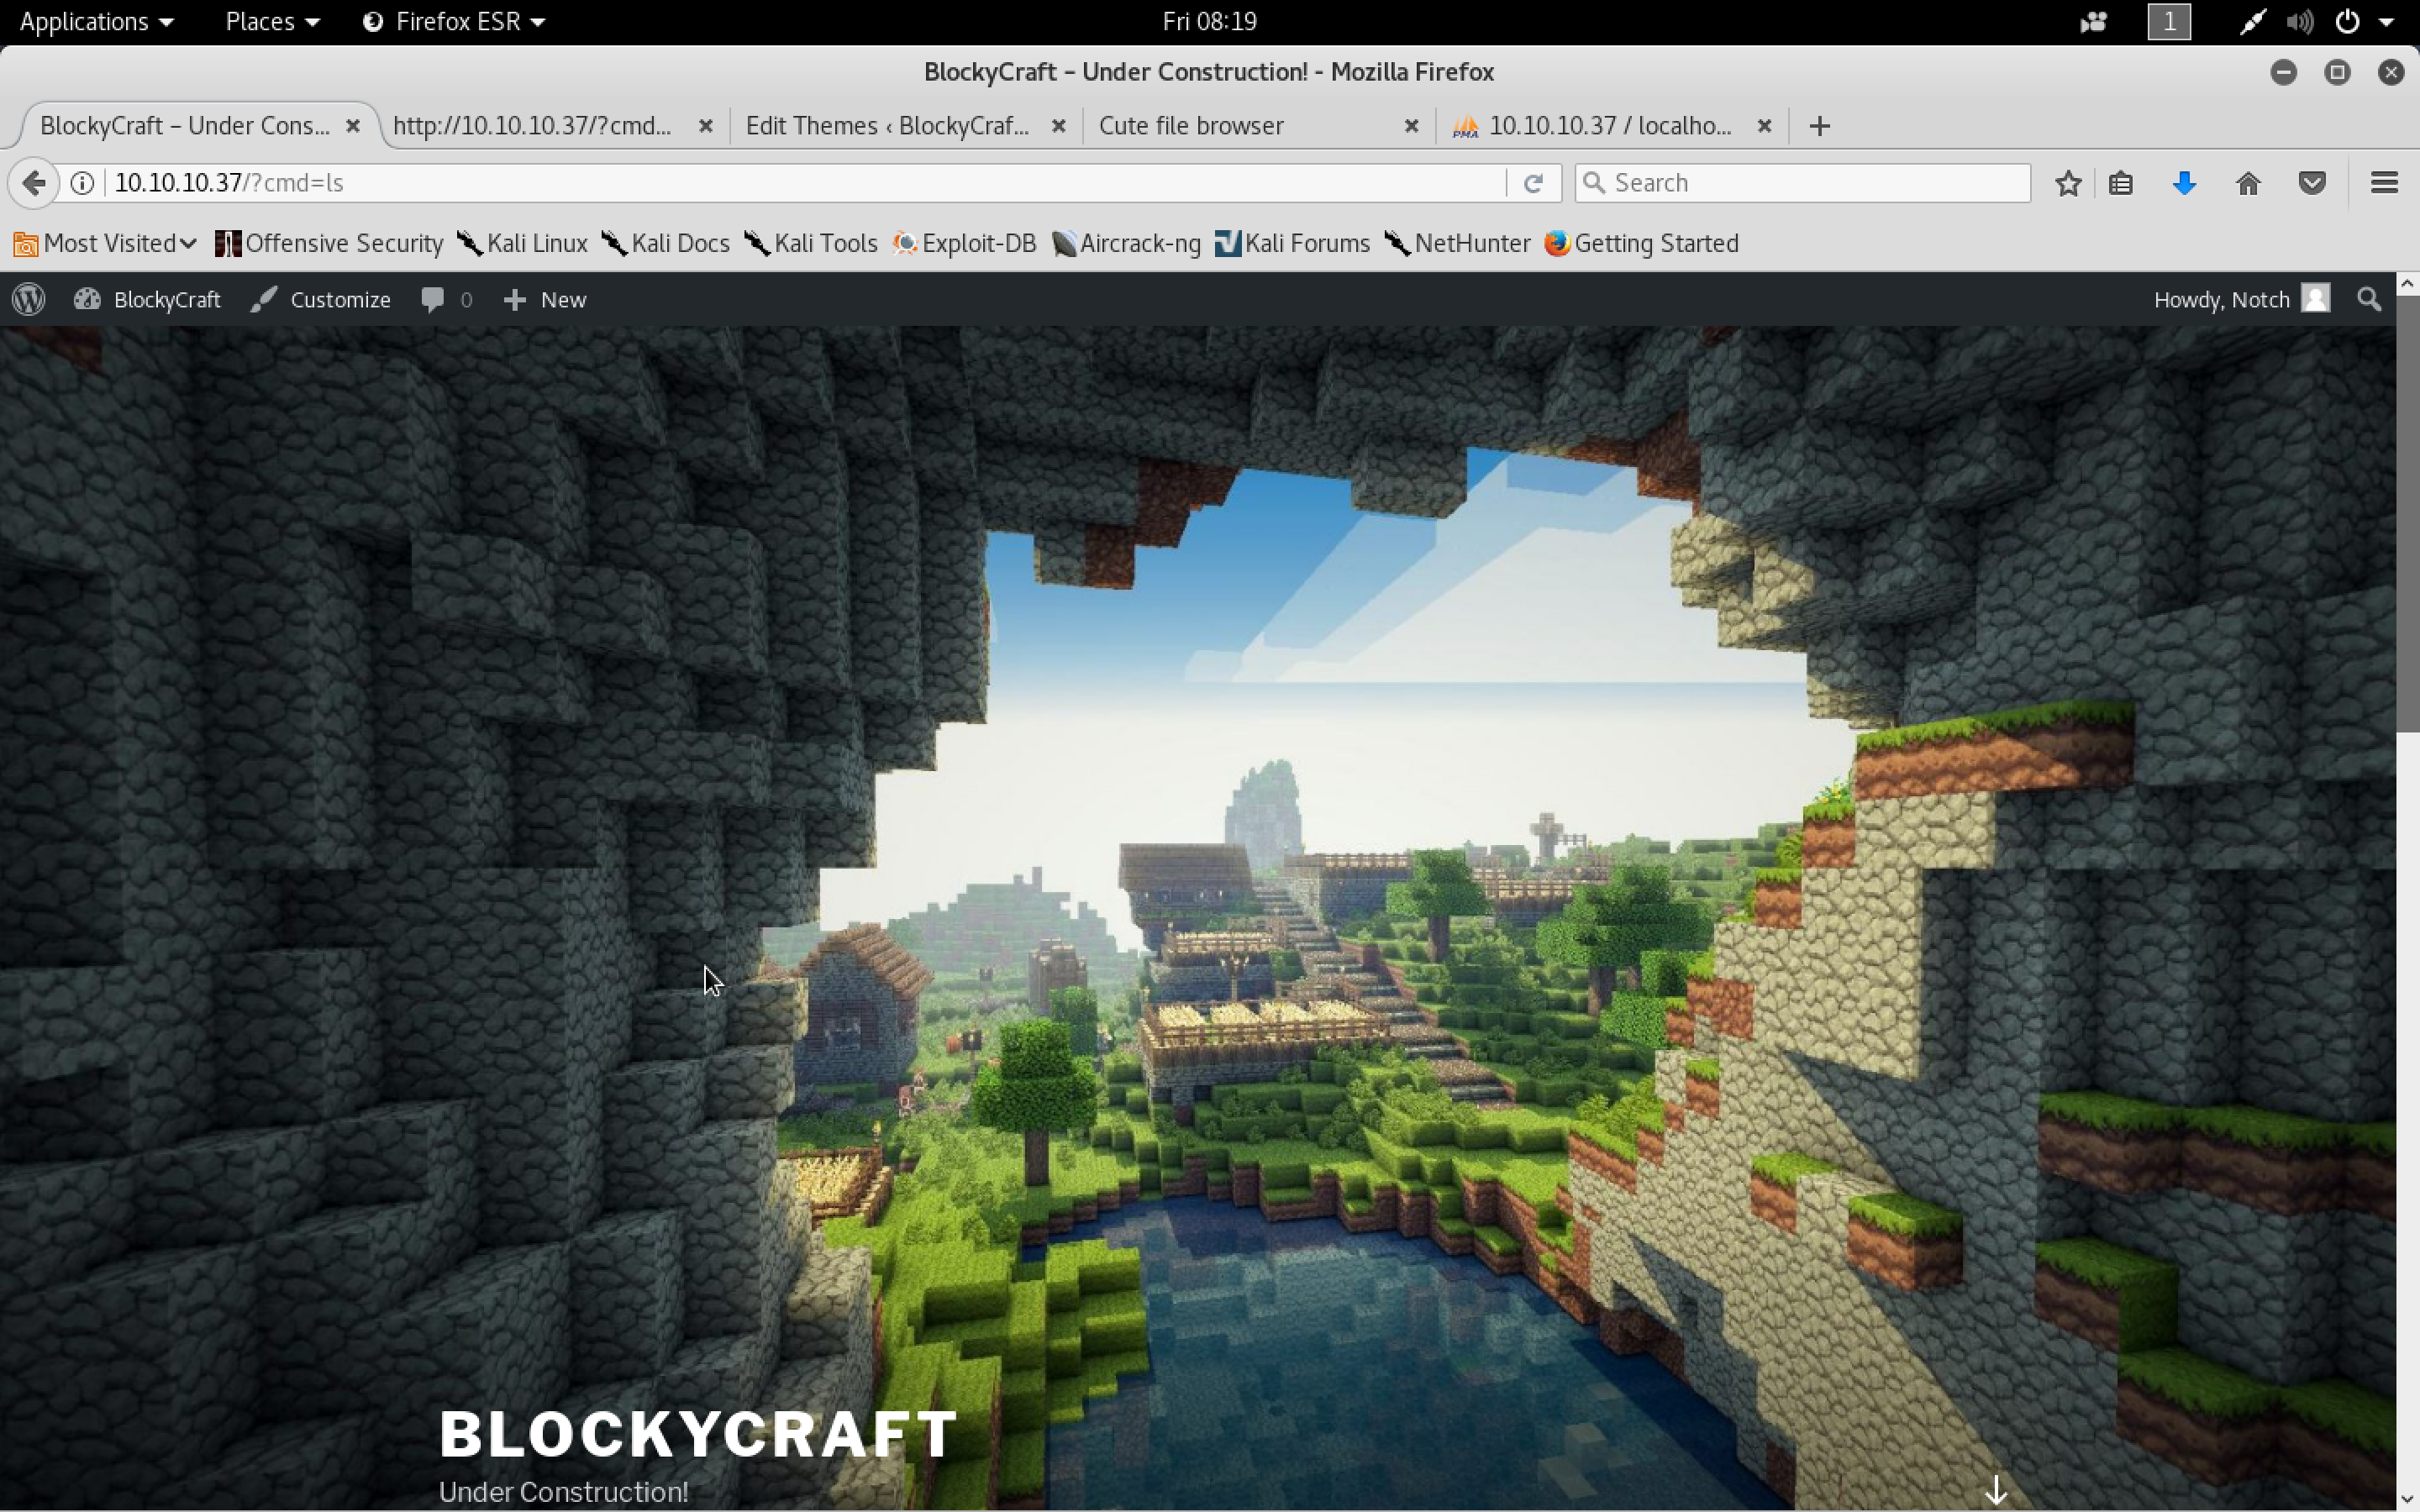 Applications Places Firefox ESR Fri 08:19 1
BlockyCraft – Under Construction! - Mozilla Firefox
BlockyCraft – Under Cons... http://10.10.10.37/?cmd... Edit Themes ‹ BlockyCraf... Cute file browser PMA 10.10.10.37 / localho...
10.10.10.37/?cmd=ls Search
Most Visited Offensive Security Kali Linux Kali Docs Kali Tools Exploit-DB Aircrack-ng Kali Forums NetHunter Getting Started
BlockyCraft Customize 0 New Howdy, Notch
BLOCKYCRAFT
Under Construction!